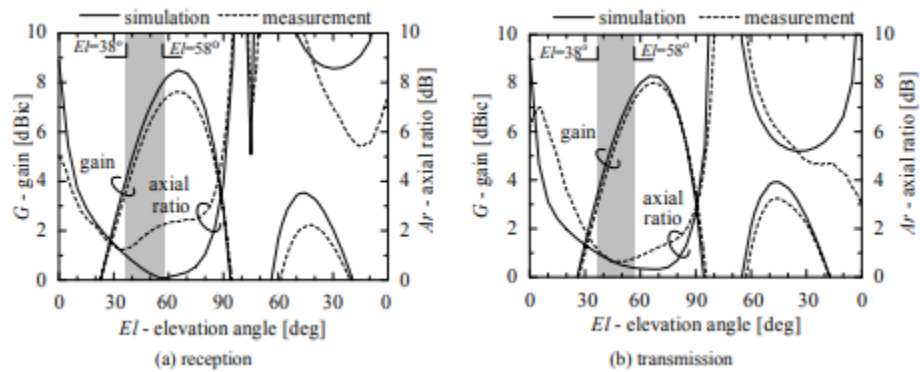 simulation measurement
El=38° El=58°
G - gain [dBic]
10
8
6
4
2
0
gain
axial
ratio
Ar - axial ratio [dB]
10
8
6
4
2
0
0 30 60 90 60 30 0
El - elevation angle [deg]
(a) reception
simulation measurement
El=38° El=58°
G - gain [dBic]
10
8
6
4
2
0
gain
axial
ratio
Ar - axial ratio [dB]
10
8
6
4
2
0
0 30 60 90 60 30 0
El - elevation angle [deg]
(b) transmission